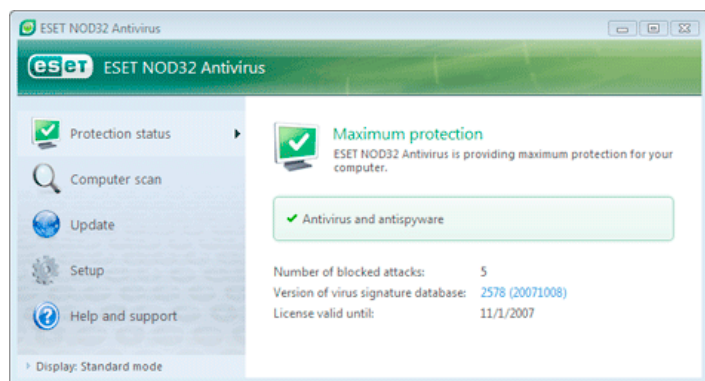 ESET NOD32 Antivirus
eset ESET NOD32 Antivirus
Protection status
Computer scan
Update
Setup
Help and support
Display: Standard mode
Maximum protection
ESET NOD32 Antivirus is providing maximum protection for your
computer.
Antivirus and antispyware
Number of blocked attacks: 5
Version of virus signature database: 2578 (20071008)
License valid until: 11/1/2007